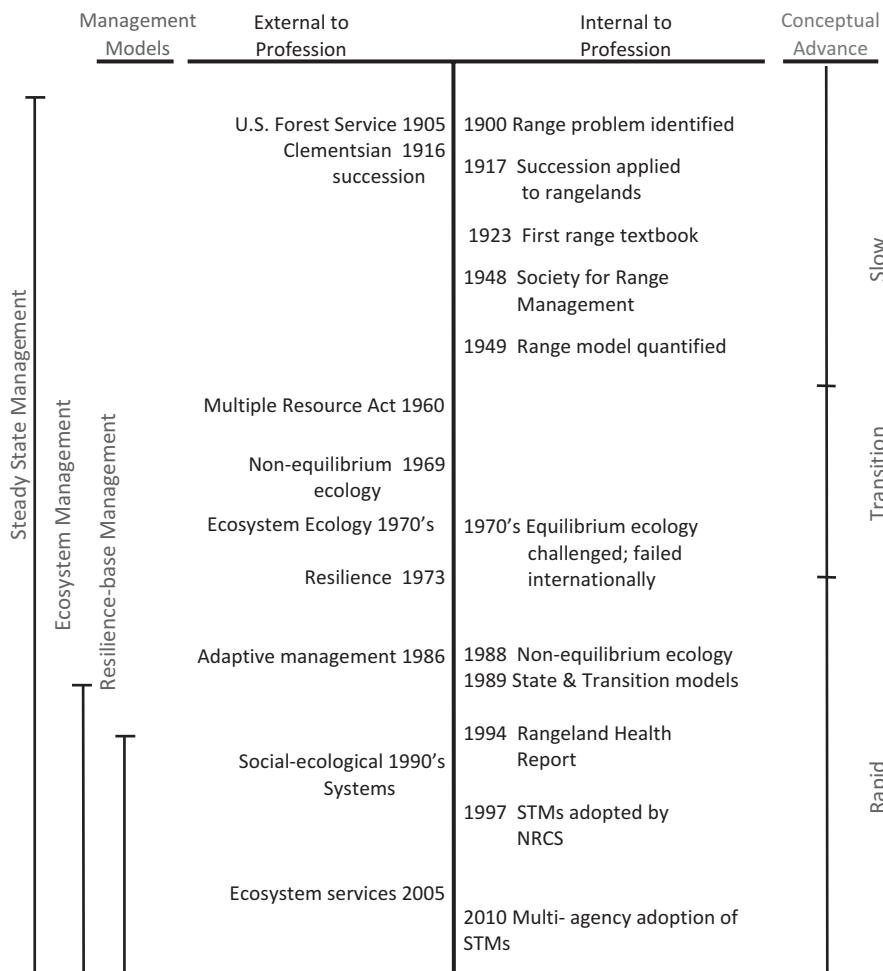 Management
Models
External to
Profession
Internal to
Profession
Conceptual
Advance
U.S. Forest Service 1905
Clementsian 1916
succession
Multiple Resource Act 1960
Non-equilibrium 1969
ecology
Ecosystem Ecology 1970's
Resilience 1973
Adaptive management 1986
Social-ecological 1990's
Systems
Ecosystem services 2005
1900 Range problem identified
1917 Succession applied
to rangelands
1923 First range textbook
1948 Society for Range
Management
1949 Range model quantified
1970's Equilibrium ecology
challenged; failed
internationally
1988 Non-equilibrium ecology
1989 State & Transition models
1994 Rangeland Health
Report
1997 STMs adopted by
NRCS
2010 Multi- agency adoption of
STMs
Steady State Management
Ecosystem Management
Resilience-base Management
Slow
Transition
Rapid